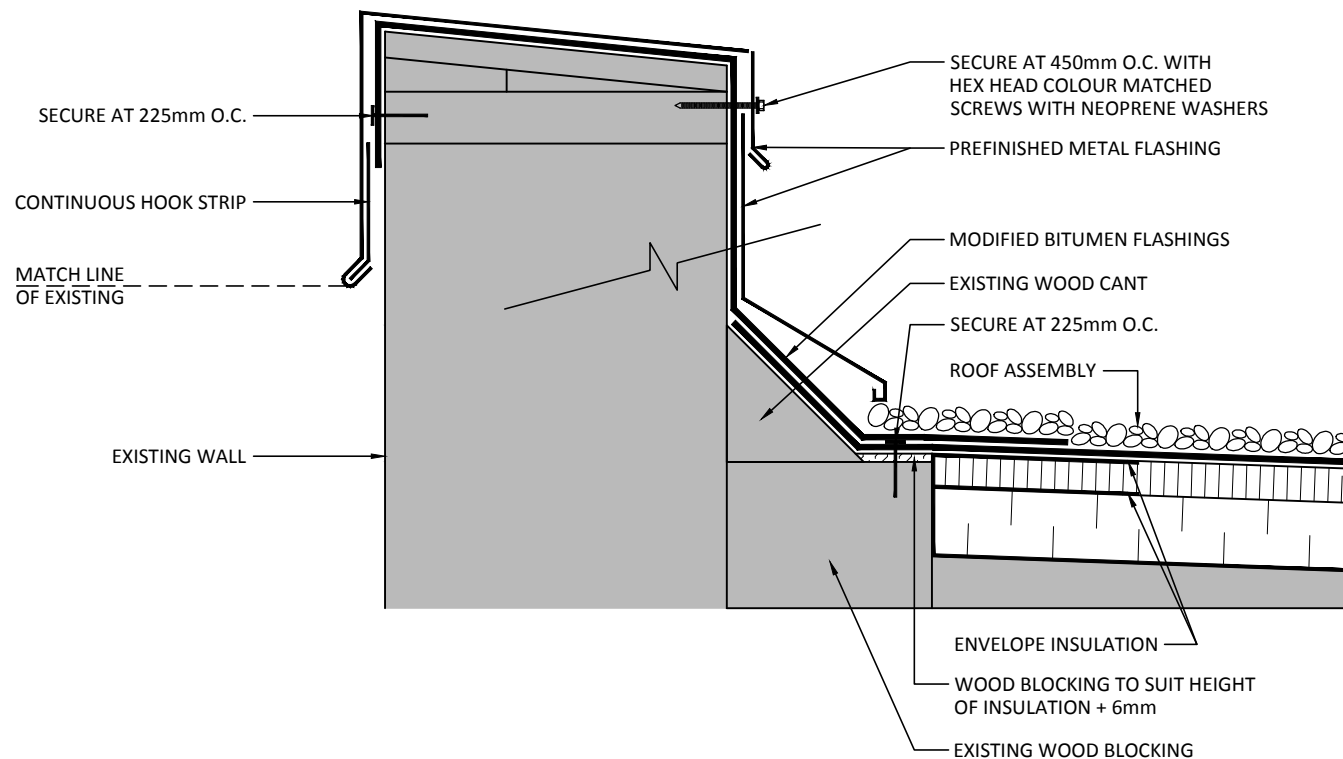 SECURE AT 450mm O.C. WITH
HEX HEAD COLOUR MATCHED
SCREWS WITH NEOPRENE WASHERS
SECURE AT 225mm O.C.
PREFINISHED METAL FLASHING
CONTINUOUS HOOK STRIP
MODIFIED BITUMEN FLASHINGS
MATCH LINE
OF EXISTING
EXISTING WOOD CANT
SECURE AT 225mm O.C.
ROOF ASSEMBLY
EXISTING WALL
ENVELOPE INSULATION
WOOD BLOCKING TO SUIT HEIGHT
OF INSULATION + 6mm
EXISTING WOOD BLOCKING